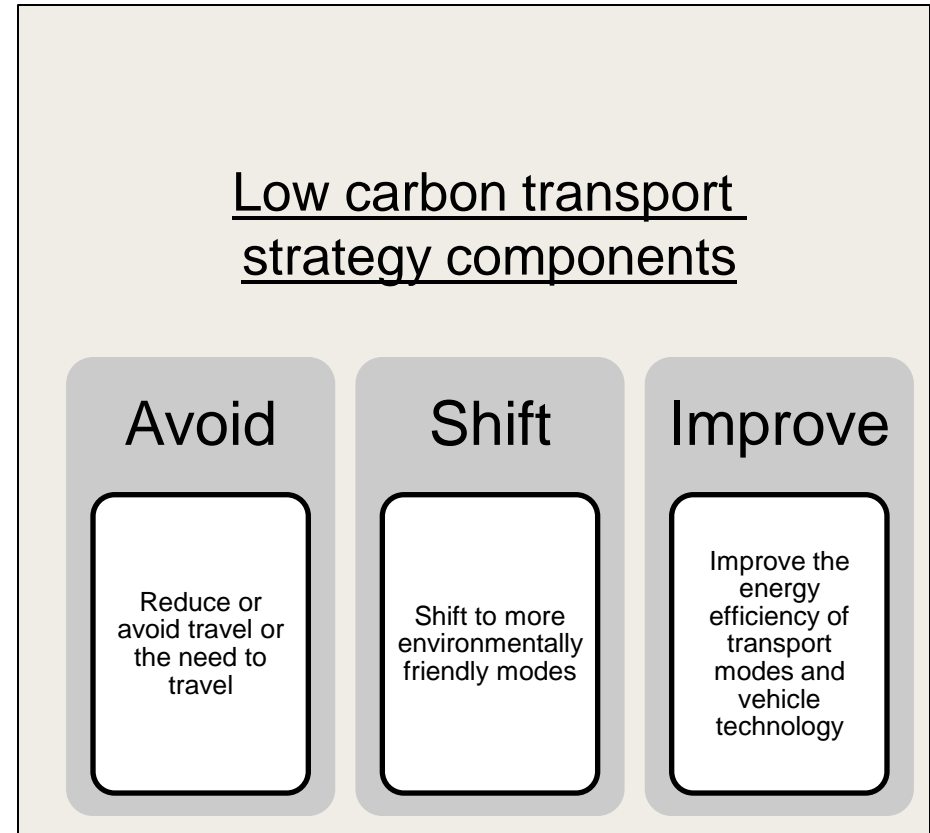 Low carbon transport
strategy components
Avoid
Reduce or
avoid travel or
the need to
travel
Shift
Shift to more
environmentally
friendly modes
Improve
Improve the
energy
efficiency of
transport
modes and
vehicle
technology